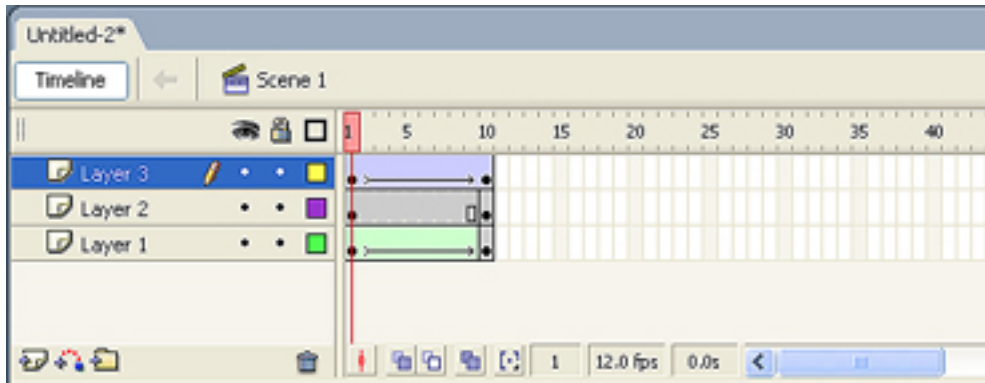 Untitled-2*
Timeline Scene 1
1 5 10 15 20 25 30 35 40
Layer 3
Layer 2
Layer 1
1 12.0 fps 0.0s